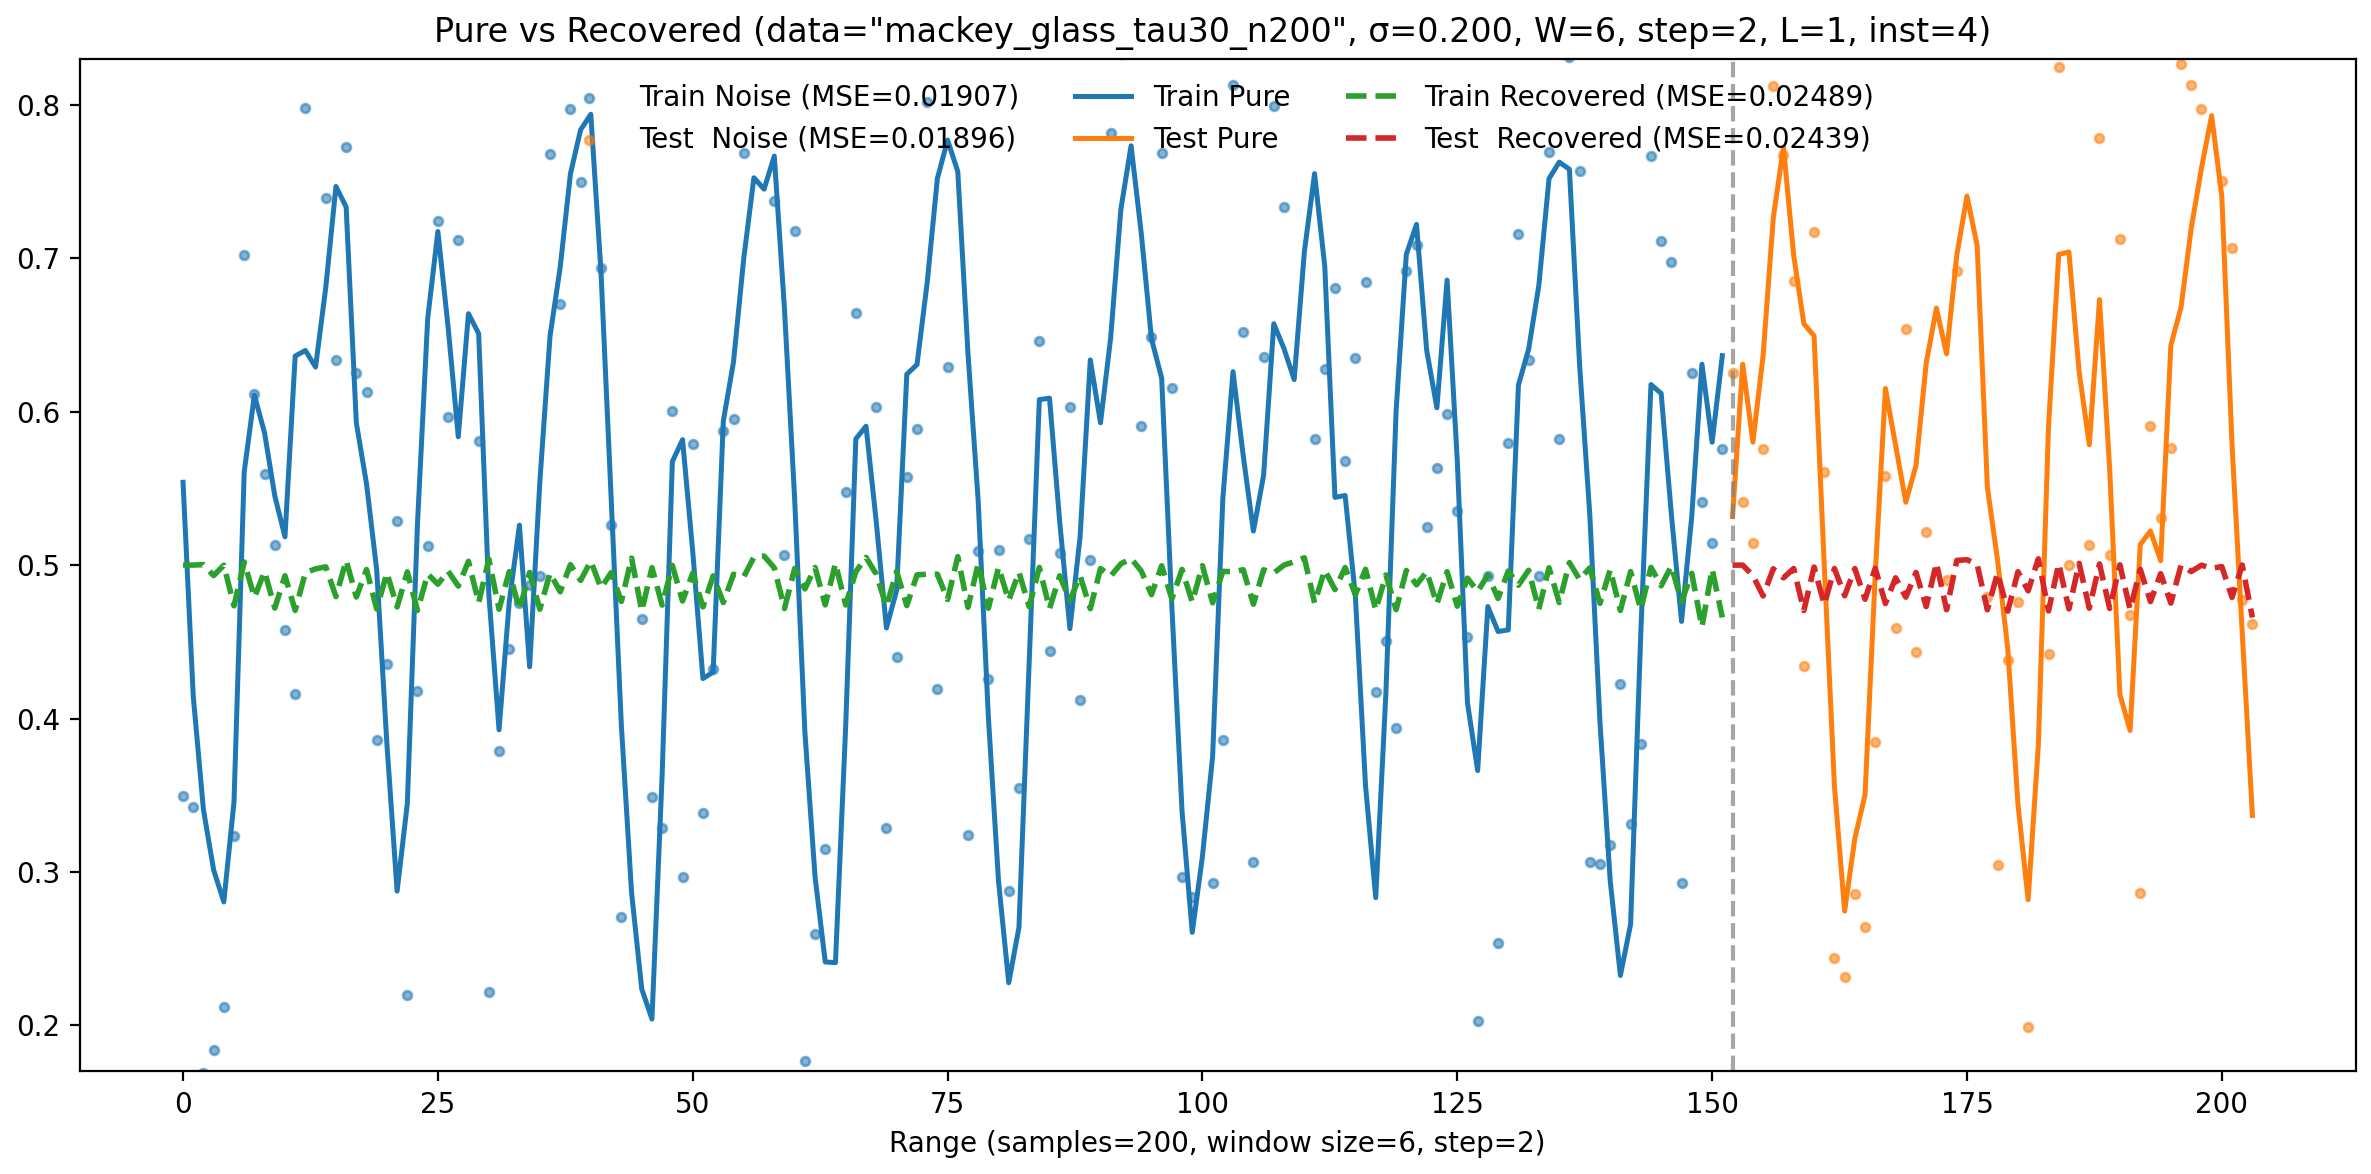 Pure vs Recovered (data="mackey_glass_tau30_n200", σ=0.200, W=6, step=2, L=1, inst=4)
Train Noise (MSE=0.01907) Train Pure Train Recovered (MSE=0.02489)
Test  Noise (MSE=0.01896) Test Pure Test  Recovered (MSE=0.02439)
0.8
0.7
0.6
0.5
0.4
0.3
0.2
0 25 50 75 100 125 150 175 200
Range (samples=200, window size=6, step=2)